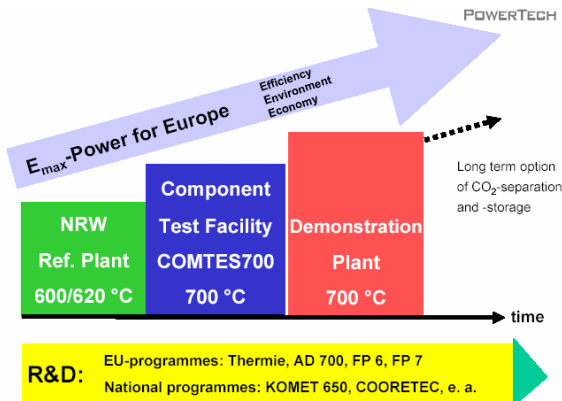 POWERTECH
Efficiency
Environment
Economy
Emax-Power for Europe
Long term option
of CO2-separation
and -storage
NRW
Ref. Plant
600/620 °C
Component
Test Facility
COMTES700
700 °C
Demonstration
Plant
700 °C
time
R&D:
EU-programmes: Thermie, AD 700, FP 6, FP 7
National programmes: KOMET 650, COORETEC, e. a.